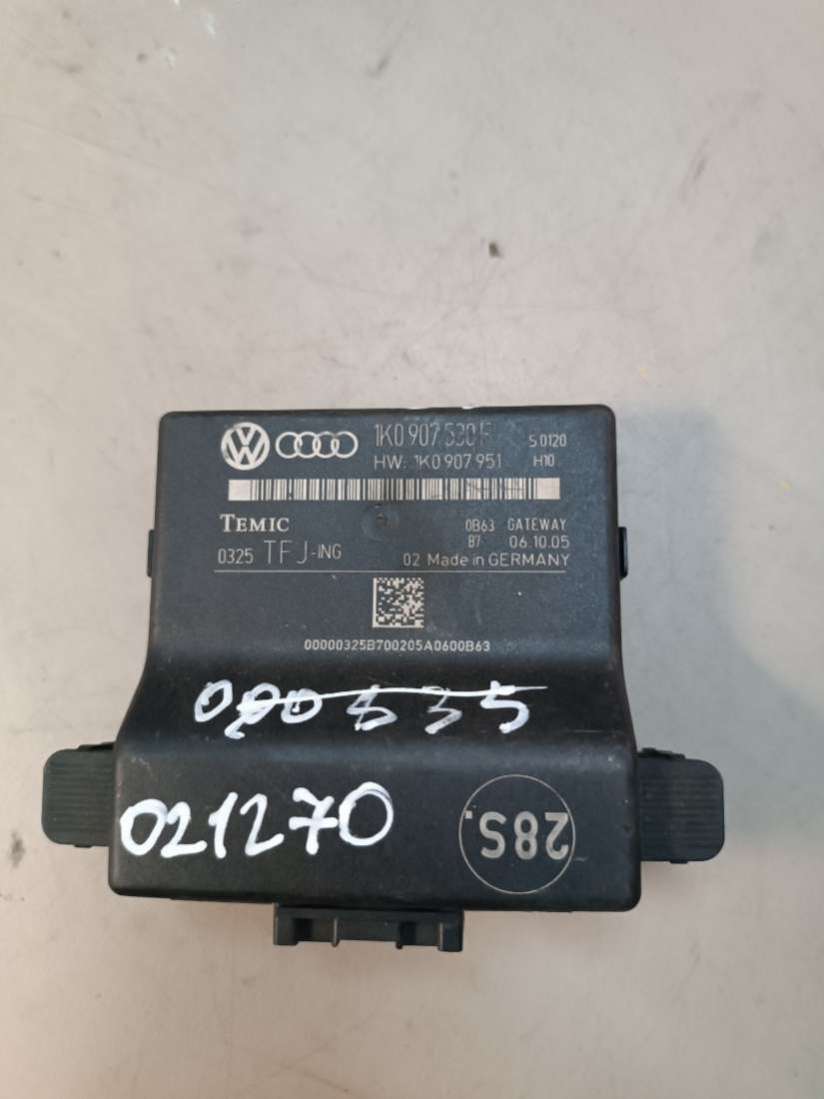 1K0 907 530 F S0120
HW: 1K0 907 951 H10
TEMIC 0B63 GATEWAY
B7 06.10.05
0325 TFJ-ING 02 Made in GERMANY
00000325B700205A0600B63
021270
28S.